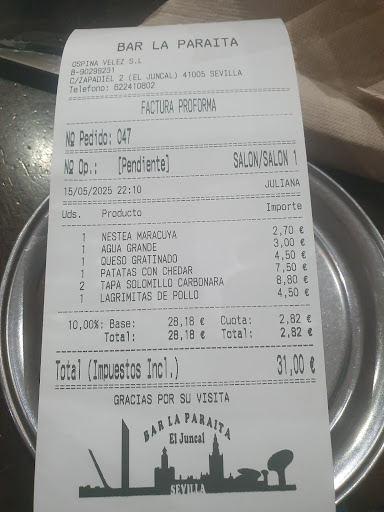 BAR LA PARAITA
OSPINA VELEZ S.L
B-90299231
C/ZAPADIEL 2 (EL JUNCAL) 41005 SEVILLA
Telefono: 622410802
FACTURA PROFORMA
Nº Pedido: 047
Nº Op.: [Pendiente] SALON/SALON 1
15/05/2025 22:10 JULIANA
Uds. Producto Importe
1 NESTEA MARACUYA 2,70 €
1 AGUA GRANDE 3,00 €
1 QUESO GRATINADO 4,50 €
1 PATATAS CON CHEDAR 7,50 €
2 TAPA SOLOMILLO CARBONARA 8,80 €
1 LAGRIMITAS DE POLLO 4,50 €
10,00%: Base: 28,18 € Cuota: 2,82 €
Total: 28,18 € Total: 2,82 €
Total (Impuestos Incl.) 31,00 €
GRACIAS POR SU VISITA
BAR LA PARAITA
El Juncal
SEVILLA